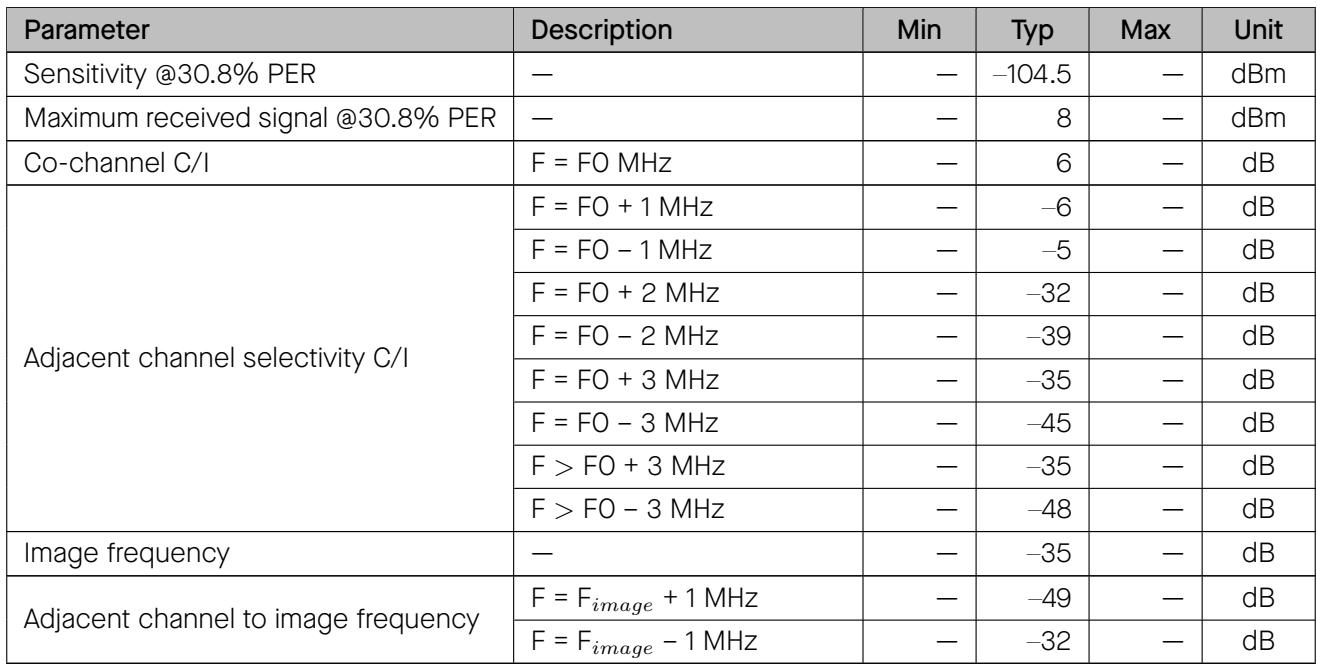 Parameter Description Min Typ Max Unit
Sensitivity @30.8% PER — — –104.5 — dBm
Maximum received signal @30.8% PER — — 8 — dBm
Co-channel C/I F = F0 MHz — 6 — dB
Adjacent channel selectivity C/I F = F0 + 1 MHz — –6 — dB
F = F0 – 1 MHz — –5 — dB
F = F0 + 2 MHz — –32 — dB
F = F0 – 2 MHz — –39 — dB
F = F0 + 3 MHz — –35 — dB
F = F0 – 3 MHz — –45 — dB
F > F0 + 3 MHz — –35 — dB
F > F0 – 3 MHz — –48 — dB
Image frequency — — –35 — dB
Adjacent channel to image frequency F = Fimage + 1 MHz — –49 — dB
F = Fimage – 1 MHz — –32 — dB